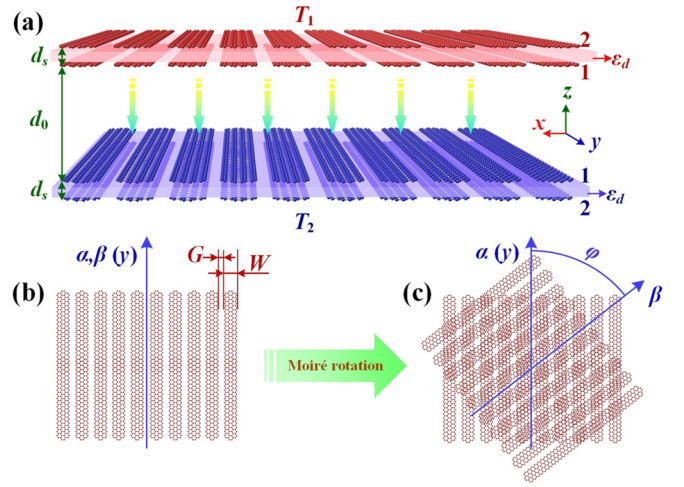 (a)
T1
2
1
εd
ds
d0
ds
z
x
y
1
2
εd
T2
(b)
α,β (y)
G
W
Moiré rotation
(c)
α (y)
φ
β